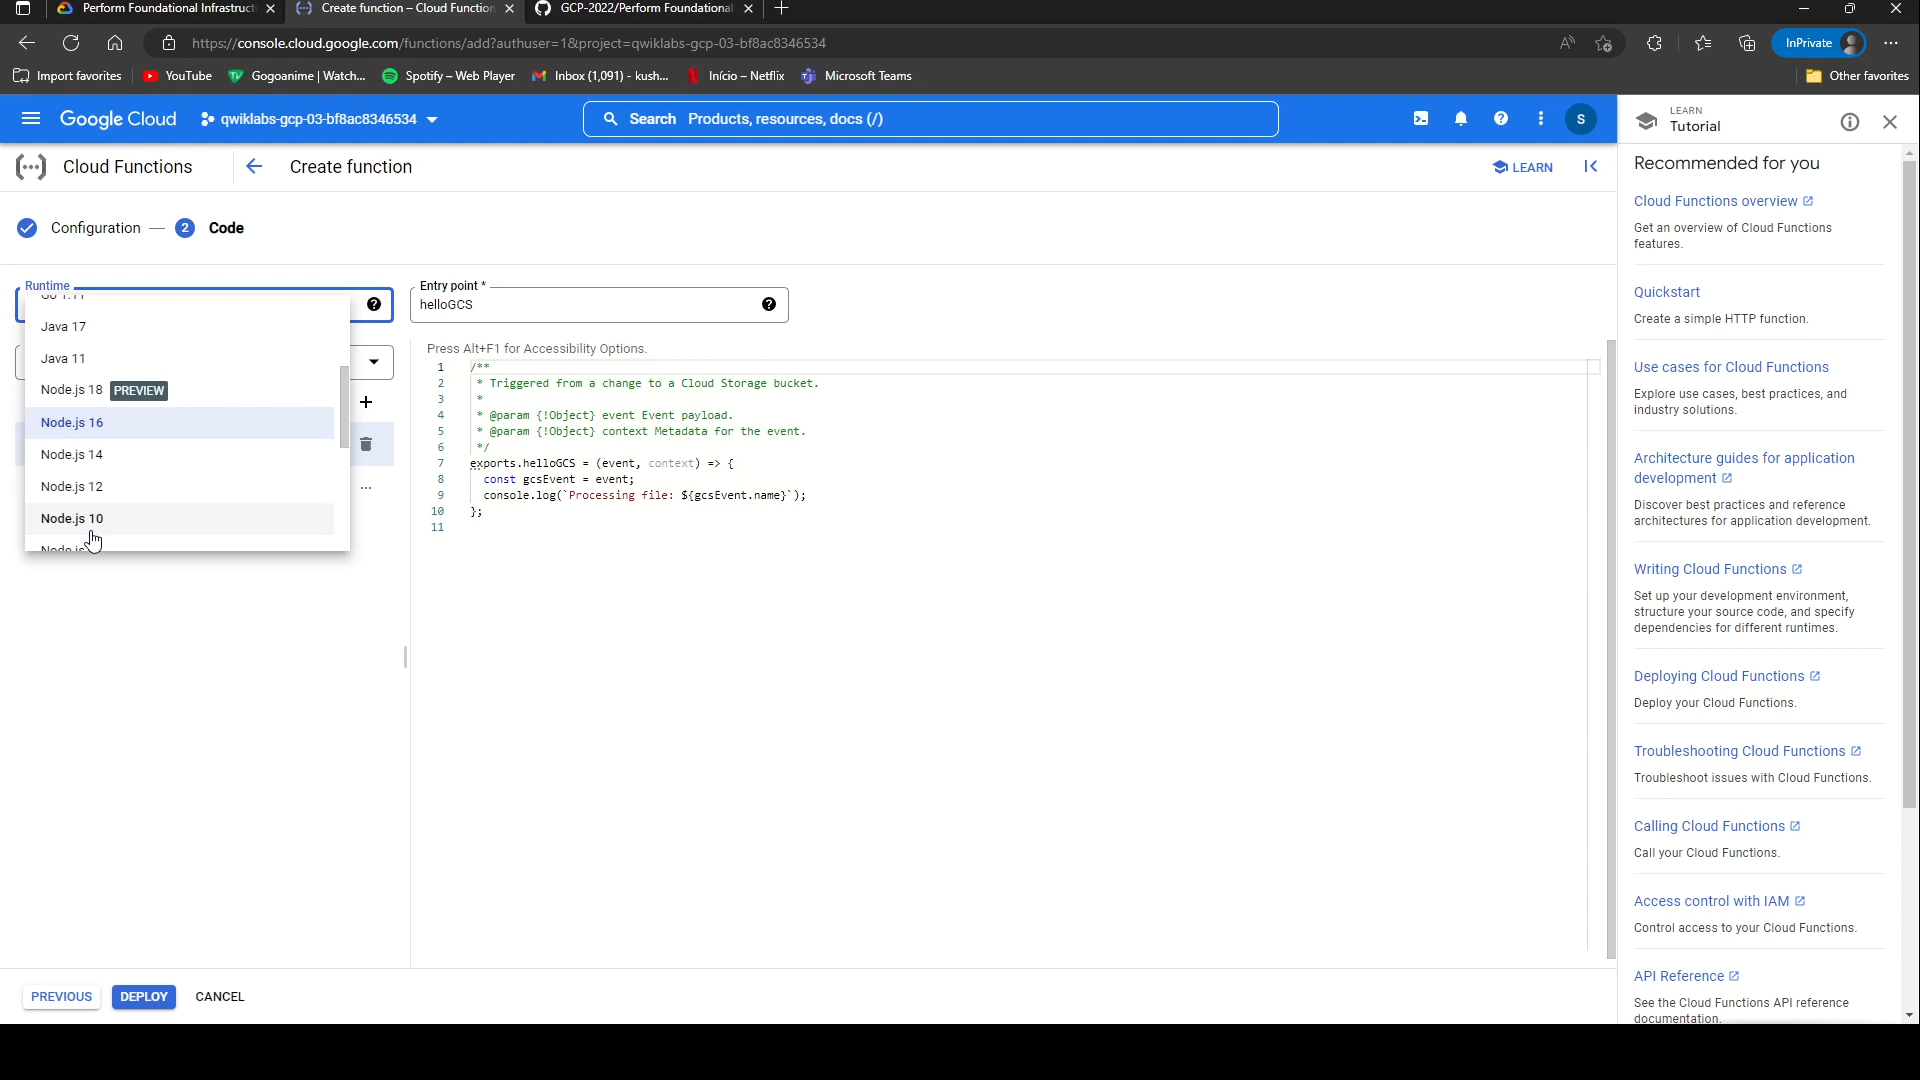 Perform Foundational Infrastruct
Create function – Cloud Function
GCP-2022/Perform Foundational
https://console.cloud.google.com/functions/add?authuser=1&project=qwiklabs-gcp-03-bf8ac8346534
InPrivate
Import favorites
YouTube
Gogoanime | Watch...
Spotify – Web Player
Inbox (1,091) - kush...
Início – Netflix
Microsoft Teams
Other favorites
Google Cloud
qwiklabs-gcp-03-bf8ac8346534
Search Products, resources, docs (/)
S
LEARN
Tutorial
Cloud Functions
Create function
LEARN
Configuration — 2 Code
Runtime
Go 1.11
Java 17
Java 11
Node.js 18 PREVIEW
Node.js 16
Node.js 14
Node.js 12
Node.js 10
Node.js
Entry point *
helloGCS
Press Alt+F1 for Accessibility Options.
1 /**
2 * Triggered from a change to a Cloud Storage bucket.
3 *
4 * @param {!Object} event Event payload.
5 * @param {!Object} context Metadata for the event.
6 */
7 exports.helloGCS = (event, context) => {
8 const gcsEvent = event;
9 console.log(`Processing file: ${gcsEvent.name}`);
10 };
11
PREVIOUS
DEPLOY
CANCEL
Recommended for you
Cloud Functions overview
Get an overview of Cloud Functions
features.
Quickstart
Create a simple HTTP function.
Use cases for Cloud Functions
Explore use cases, best practices, and
industry solutions.
Architecture guides for application
development
Discover best practices and reference
architectures for application development.
Writing Cloud Functions
Set up your development environment,
structure your source code, and specify
dependencies for different runtimes.
Deploying Cloud Functions
Deploy your Cloud Functions.
Troubleshooting Cloud Functions
Troubleshoot issues with Cloud Functions.
Calling Cloud Functions
Call your Cloud Functions.
Access control with IAM
Control access to your Cloud Functions.
API Reference
See the Cloud Functions API reference
documentation.